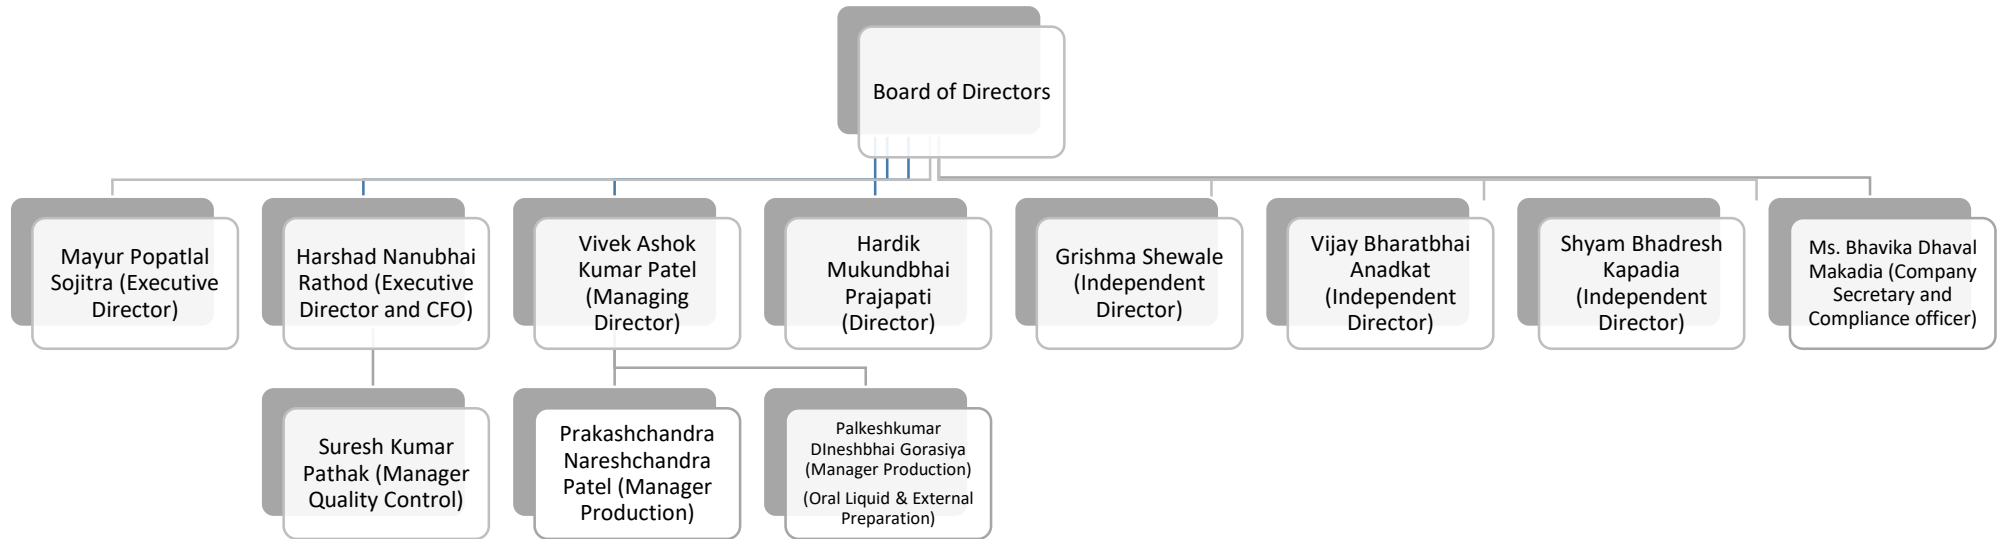 Board of Directors
Mayur Popatlal
Sojitra (Executive
Director)
Harshad Nanubhai
Rathod (Executive
Director and CFO)
Vivek Ashok
Kumar Patel
(Managing
Director)
Hardik
Mukundbhai
Prajapati
(Director)
Grishma Shewale
(Independent
Director)
Vijay Bharatbhai
Anadkat
(Independent
Director)
Shyam Bhadresh
Kapadia
(Independent
Director)
Ms. Bhavika Dhaval
Makadia (Company
Secretary and
Compliance officer)
Suresh Kumar
Pathak (Manager
Quality Control)
Prakashchandra
Nareshchandra
Patel (Manager
Production)
Palkeshkumar
DIneshbhai Gorasiya
(Manager Production)
(Oral Liquid & External
Preparation)